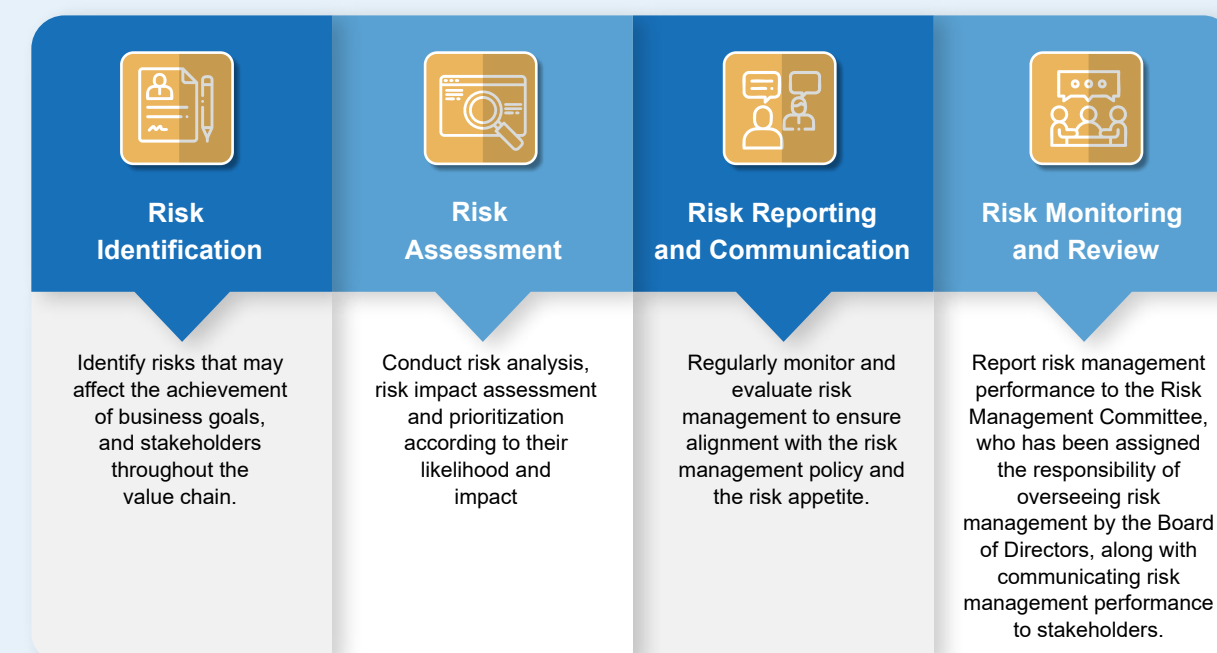 Risk
Identification
Identify risks that may
affect the achievement
of business goals,
and stakeholders
throughout the
value chain.
Risk
Assessment
Conduct risk analysis,
risk impact assessment
and prioritization
according to their
likelihood and
impact
Risk Reporting
and Communication
Regularly monitor and
evaluate risk
management to ensure
alignment with the risk
management policy and
the risk appetite.
Risk Monitoring
and Review
Report risk management
performance to the Risk
Management Committee,
who has been assigned
the responsibility of
overseeing risk
management by the Board
of Directors, along with
communicating risk
management performance
to stakeholders.